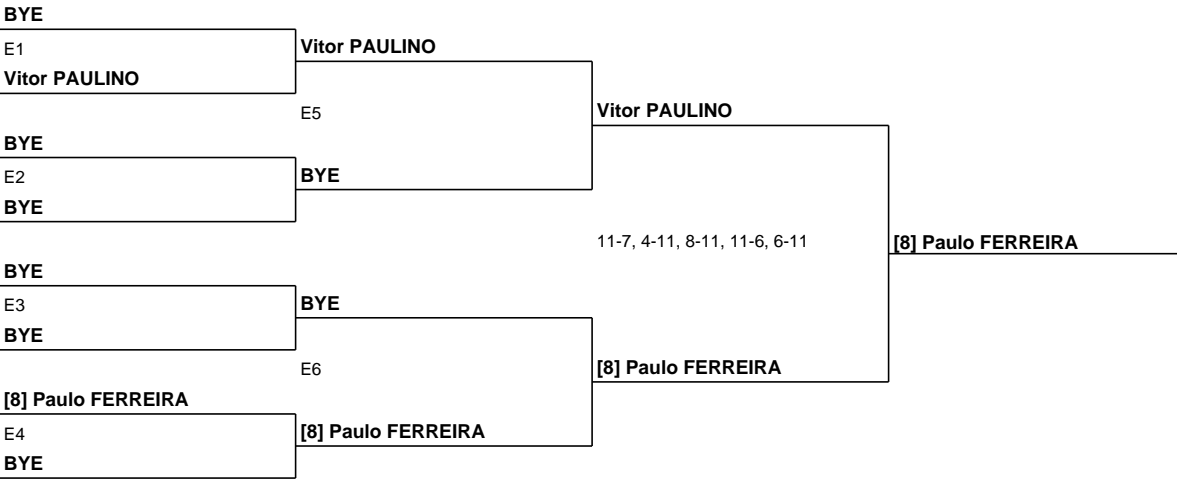 BYE
E1
Vitor PAULINO
Vitor PAULINO
E5
Vitor PAULINO
BYE
E2
BYE
BYE
11-7, 4-11, 8-11, 11-6, 6-11
[8] Paulo FERREIRA
BYE
E3
BYE
BYE
E6
[8] Paulo FERREIRA
[8] Paulo FERREIRA
E4
[8] Paulo FERREIRA
BYE